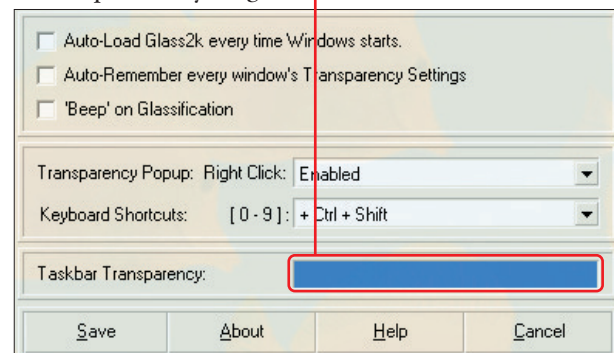 Auto-Load Glass2k every time Windows starts.
Auto-Remember every window's Transparency Settings
'Beep' on Glassification
Transparency Popup: Right Click: Enabled
Keyboard Shortcuts: [ 0 - 9 ] : + Ctrl + Shift
Taskbar Transparency:
Save About Help Cancel